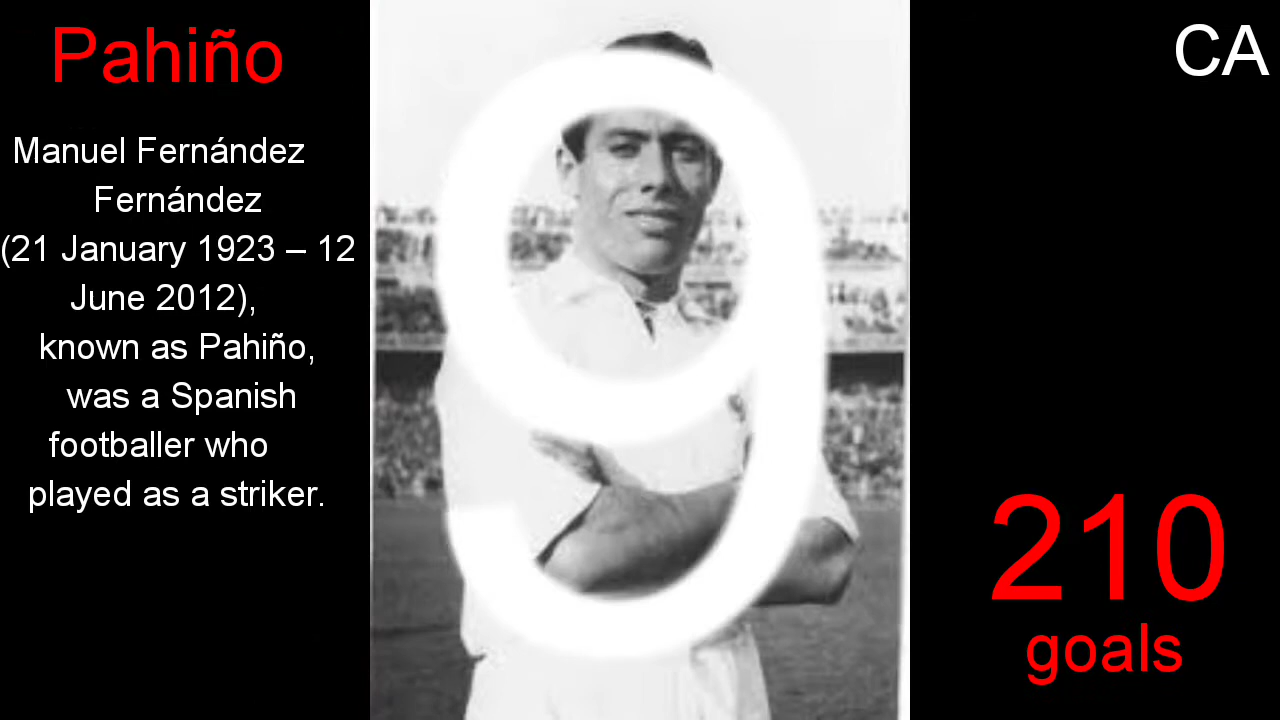 Pahiño
CA
Manuel Fernández
Fernández
(21 January 1923 – 12
June 2012),
known as Pahiño,
was a Spanish
footballer who
played as a striker.
9
210
goals